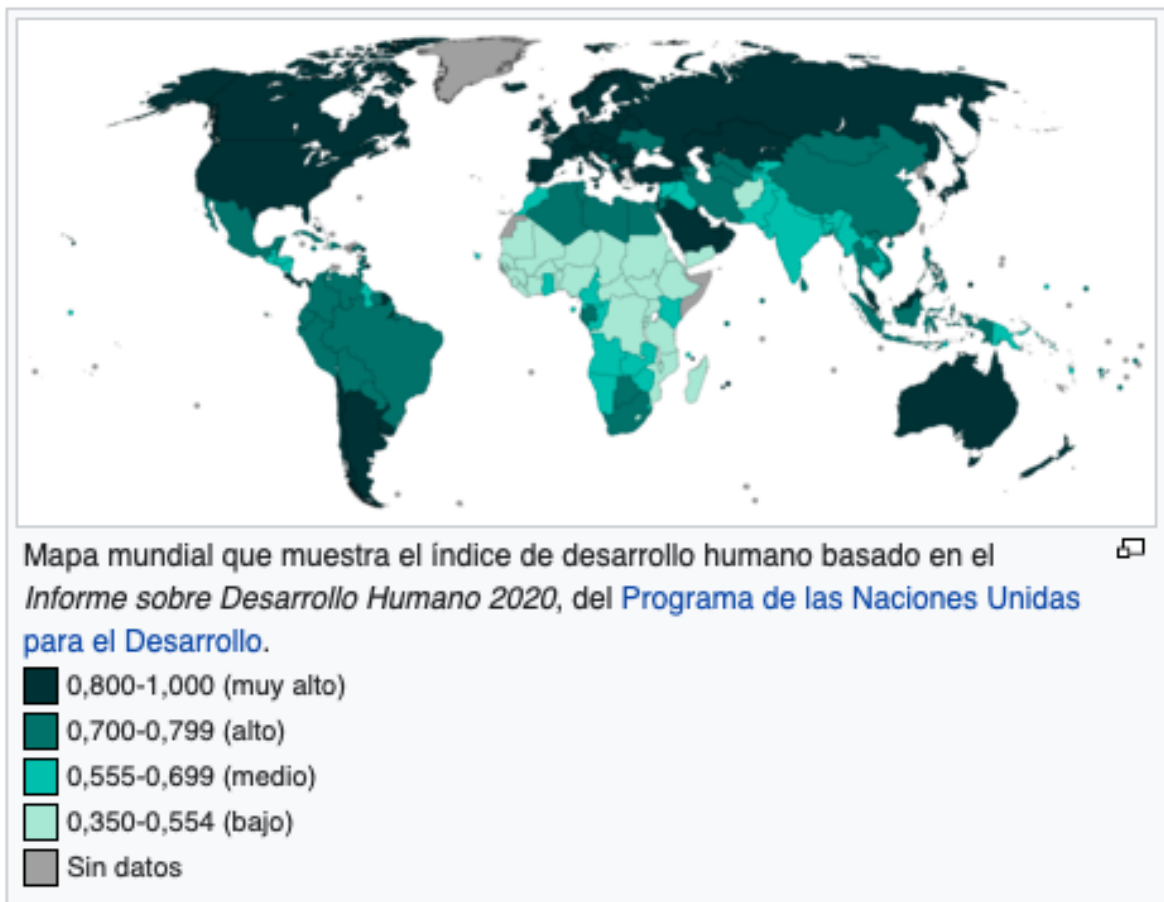 Mapa mundial que muestra el índice de desarrollo humano basado en el
Informe sobre Desarrollo Humano 2020, del Programa de las Naciones Unidas
para el Desarrollo.
0,800-1,000 (muy alto)
0,700-0,799 (alto)
0,555-0,699 (medio)
0,350-0,554 (bajo)
Sin datos